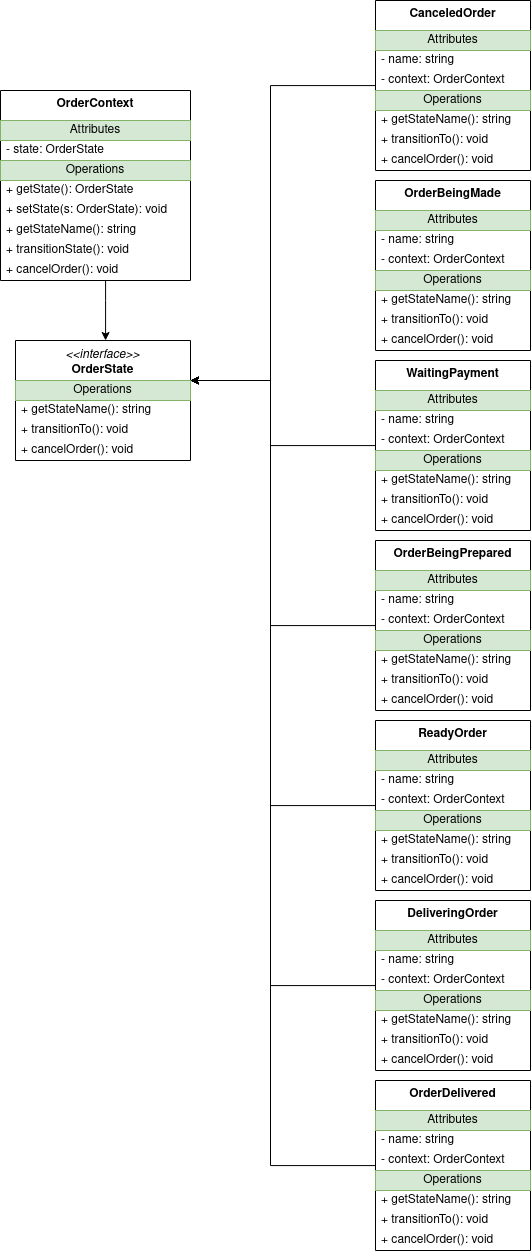 OrderContext
Attributes
- state: OrderState
Operations
+ getState(): OrderState
+ setState(s: OrderState): void
+ getStateName(): string
+ transitionState(): void
+ cancelOrder(): void
<<interface>>
OrderState
Operations
+ getStateName(): string
+ transitionTo(): void
+ cancelOrder(): void
CanceledOrder
Attributes
- name: string
- context: OrderContext
Operations
+ getStateName(): string
+ transitionTo(): void
+ cancelOrder(): void
OrderBeingMade
Attributes
- name: string
- context: OrderContext
Operations
+ getStateName(): string
+ transitionTo(): void
+ cancelOrder(): void
WaitingPayment
Attributes
- name: string
- context: OrderContext
Operations
+ getStateName(): string
+ transitionTo(): void
+ cancelOrder(): void
OrderBeingPrepared
Attributes
- name: string
- context: OrderContext
Operations
+ getStateName(): string
+ transitionTo(): void
+ cancelOrder(): void
ReadyOrder
Attributes
- name: string
- context: OrderContext
Operations
+ getStateName(): string
+ transitionTo(): void
+ cancelOrder(): void
DeliveringOrder
Attributes
- name: string
- context: OrderContext
Operations
+ getStateName(): string
+ transitionTo(): void
+ cancelOrder(): void
OrderDelivered
Attributes
- name: string
- context: OrderContext
Operations
+ getStateName(): string
+ transitionTo(): void
+ cancelOrder(): void